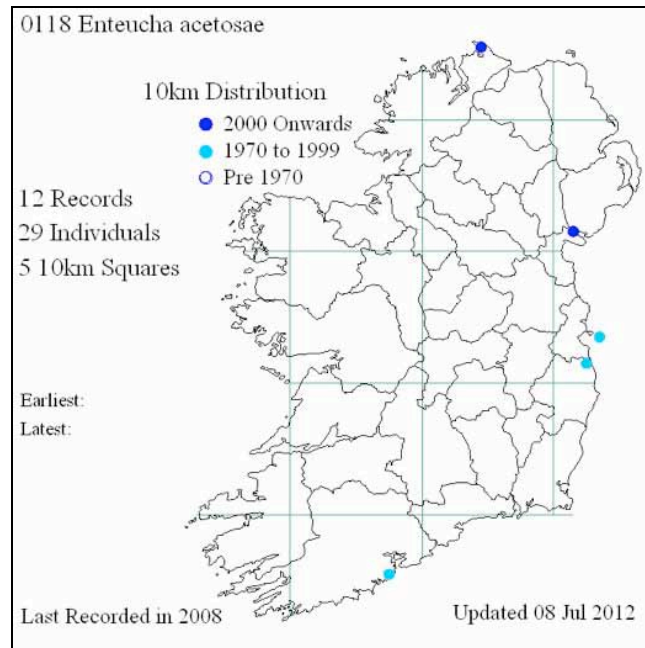 0118 Enteucha acetosae
10km Distribution
2000 Onwards
1970 to 1999
Pre 1970
12 Records
29 Individuals
5 10km Squares
Earliest:
Latest:
Last Recorded in 2008
Updated 08 Jul 2012